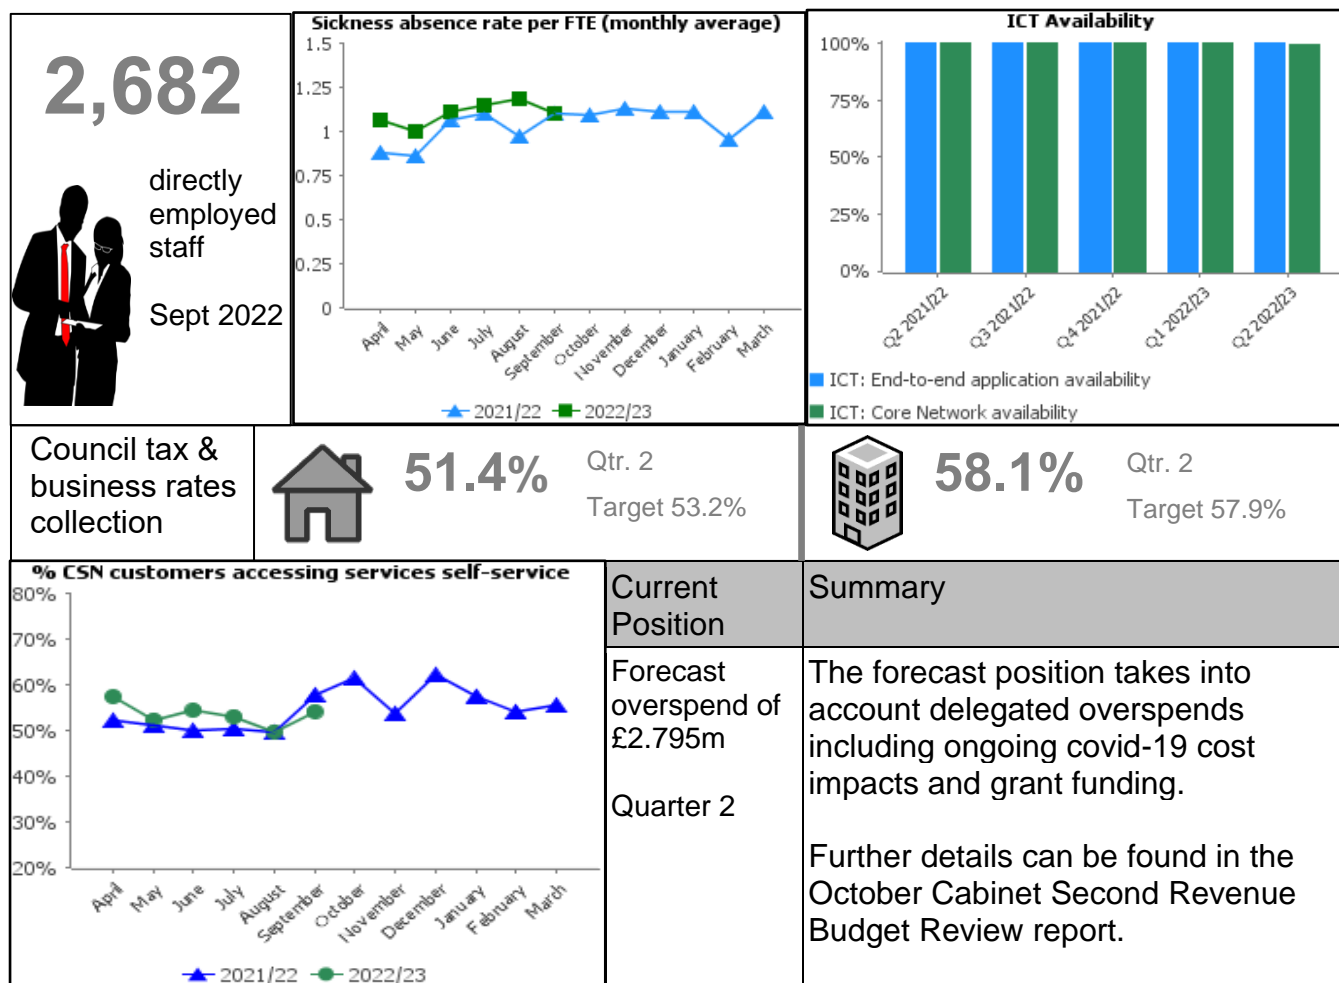 2,682
directly
employed
staff
Sept 2022
Sickness absence rate per FTE (monthly average)
1.5
1.25
1
0.75
0.5
0.25
0
April
May
June
July
August
September
October
November
December
January
February
March
2021/22
2022/23
ICT Availability
100%
75%
50%
25%
0%
Q2 2021/22
Q3 2021/22
Q4 2021/22
Q1 2022/23
Q2 2022/23
ICT: End-to-end application availability
ICT: Core Network availability
Council tax &
business rates
collection
51.4%
Qtr. 2
Target 53.2%
58.1%
Qtr. 2
Target 57.9%
% CSN customers accessing services self-service
80%
70%
60%
50%
40%
30%
20%
April
May
June
July
August
September
October
November
December
January
February
March
2021/22
2022/23
Current
Position
Summary
Forecast
overspend of
£2.795m
Quarter 2
The forecast position takes into
account delegated overspends
including ongoing covid-19 cost
impacts and grant funding.
Further details can be found in the
October Cabinet Second Revenue
Budget Review report.